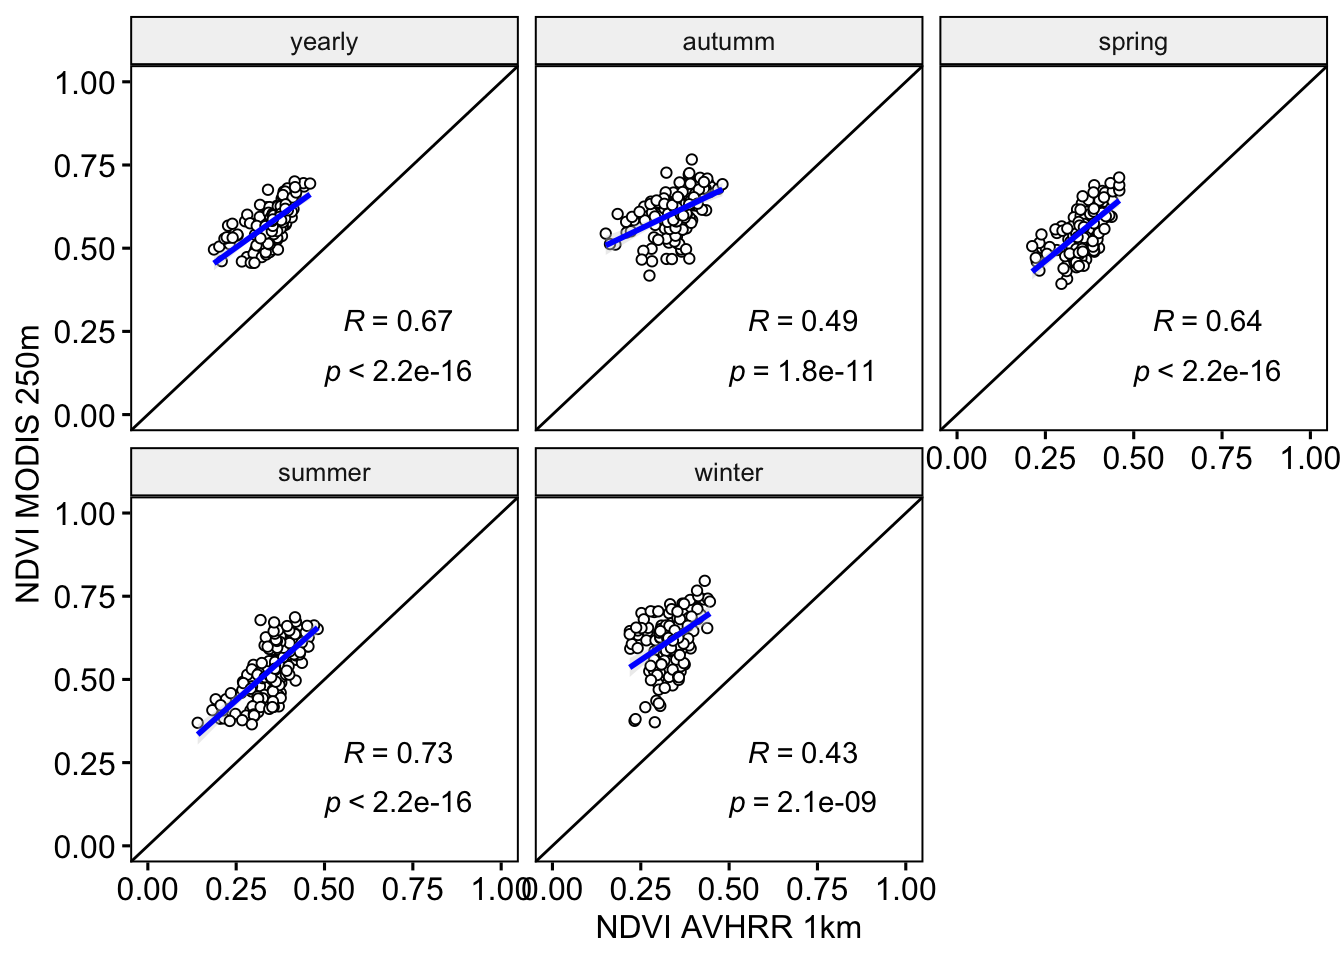 yearly
autumm
spring
1.00
0.75
0.50
0.25
0.00
R = 0.67
p < 2.2e-16
R = 0.49
p = 1.8e-11
R = 0.64
p < 2.2e-16
0.00 0.25 0.50 0.75 1.00
NDVI MODIS 250m
summer
winter
1.00
0.75
0.50
0.25
0.00
R = 0.73
p < 2.2e-16
R = 0.43
p = 2.1e-09
0.00 0.25 0.50 0.75 1.00
0.00 0.25 0.50 0.75 1.00
NDVI AVHRR 1km